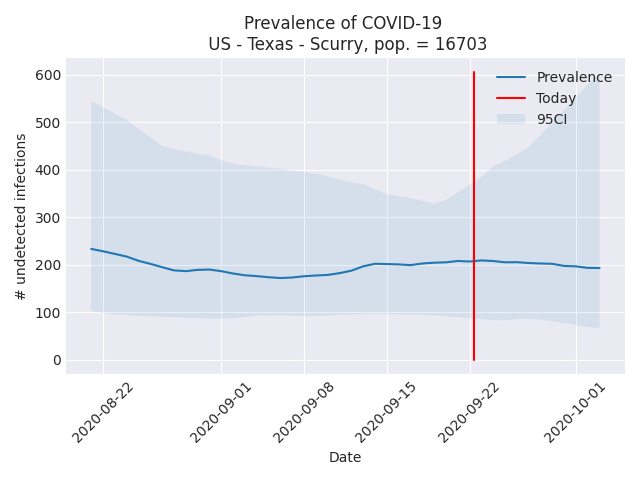 Prevalence of COVID-19
US - Texas - Scurry, pop. = 16703
# undetected infections
600
500
400
300
200
100
0
Prevalence
Today
95CI
2020-08-22
2020-09-01
2020-09-08
2020-09-15
2020-09-22
2020-10-01
Date